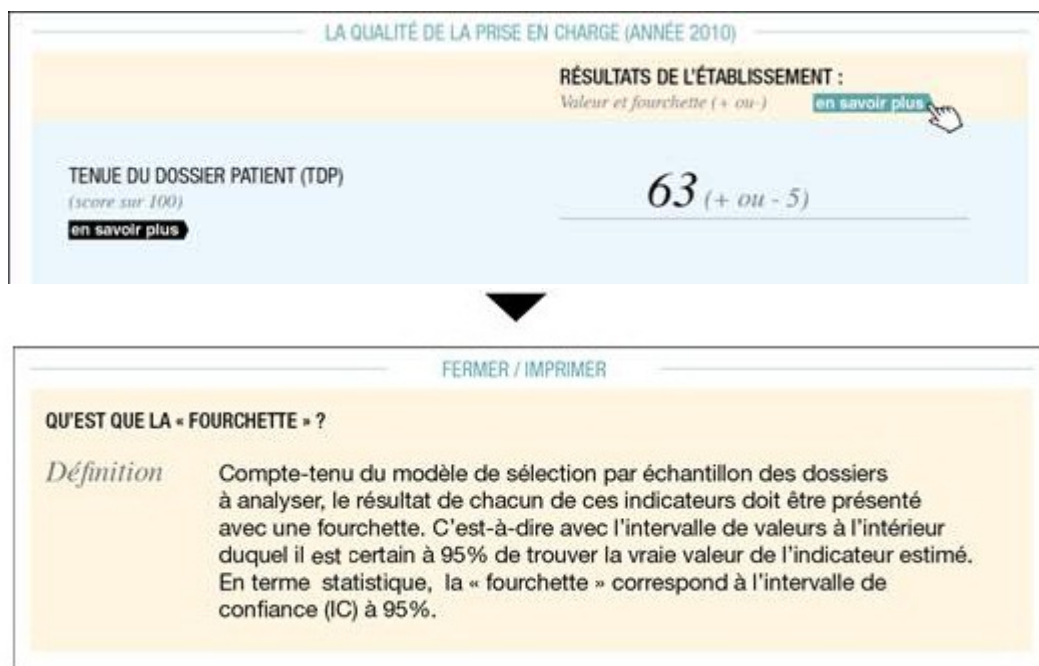 LA QUALITÉ DE LA PRISE EN CHARGE (ANNÉE 2010)
RÉSULTATS DE L'ÉTABLISSEMENT :
Valeur et fourchette (+ ou-) en savoir plus
TENUE DU DOSSIER PATIENT (TDP)
(score sur 100)
en savoir plus
63 (+ ou - 5)
FERMER / IMPRIMER
QU'EST QUE LA « FOURCHETTE » ?
Définition
Compte-tenu du modèle de sélection par échantillon des dossiers
à analyser, le résultat de chacun de ces indicateurs doit être présenté
avec une fourchette. C'est-à-dire avec l'intervalle de valeurs à l'intérieur
duquel il est certain à 95% de trouver la vraie valeur de l'indicateur estimé.
En terme statistique, la « fourchette » correspond à l'intervalle de
confiance (IC) à 95%.